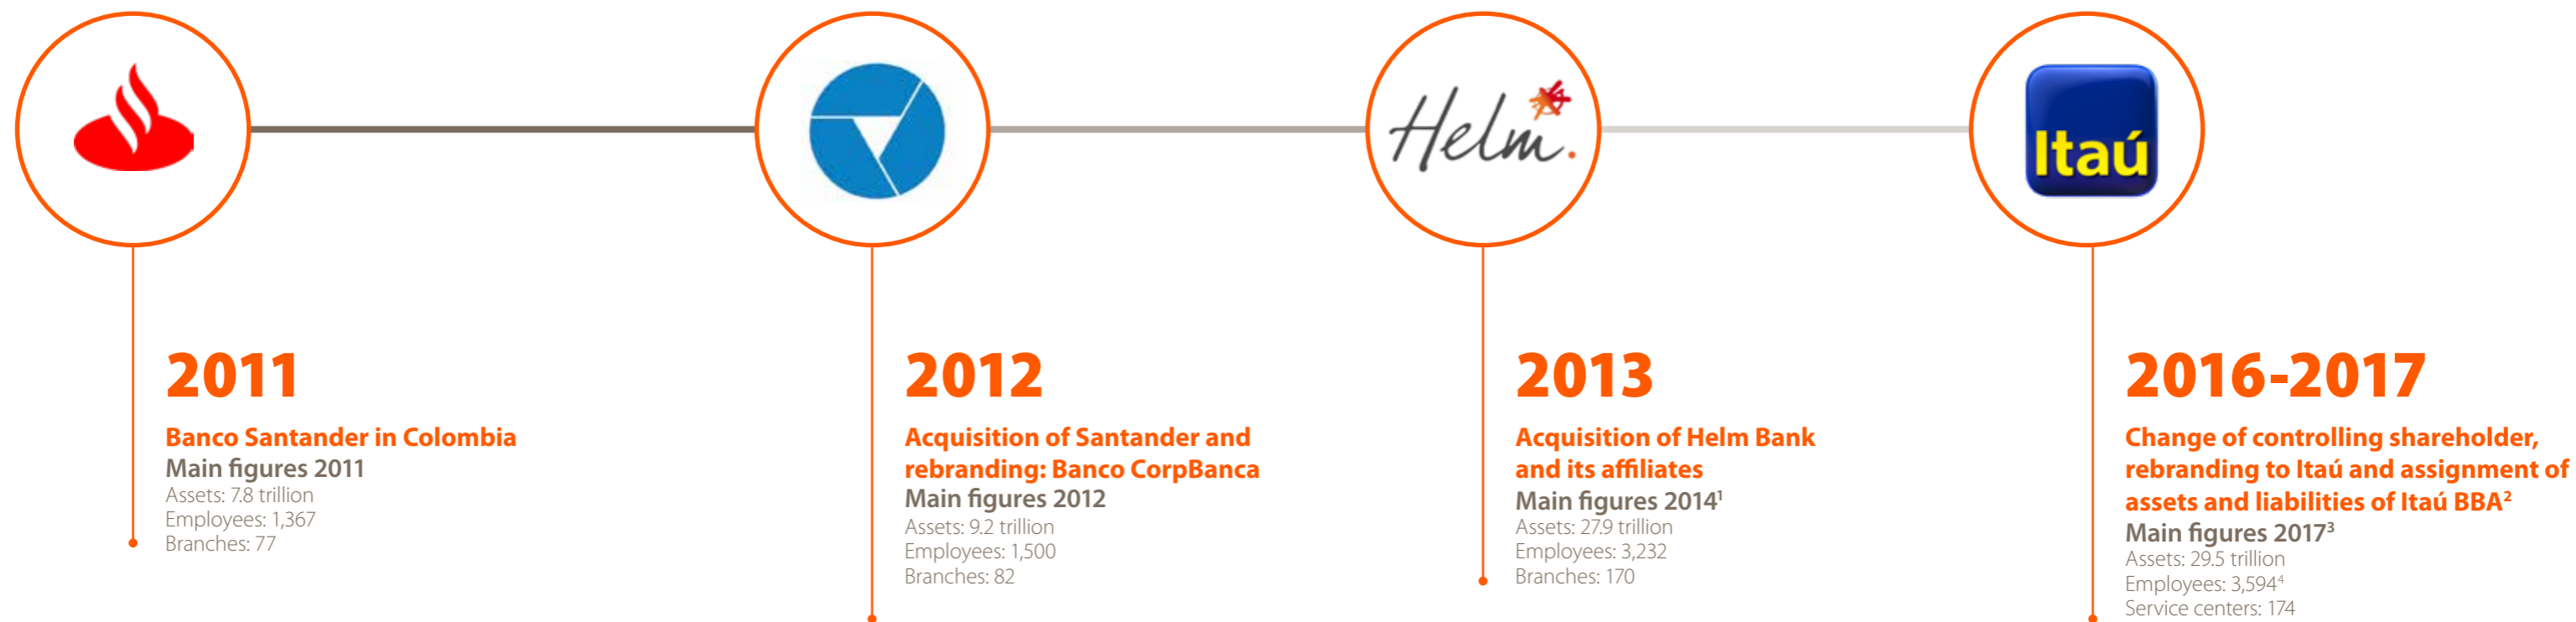 Helm.
Itaú
2011
Banco Santander in Colombia
Main figures 2011
Assets: 7.8 trillion
Employees: 1,367
Branches: 77
2012
Acquisition of Santander and
rebranding: Banco CorpBanca
Main figures 2012
Assets: 9.2 trillion
Employees: 1,500
Branches: 82
2013
Acquisition of Helm Bank
and its affiliates
Main figures 2014¹
Assets: 27.9 trillion
Employees: 3,232
Branches: 170
2016-2017
Change of controlling shareholder,
rebranding to Itaú and assignment of
assets and liabilities of Itaú BBA²
Main figures 2017³
Assets: 29.5 trillion
Employees: 3,594⁴
Service centers: 174